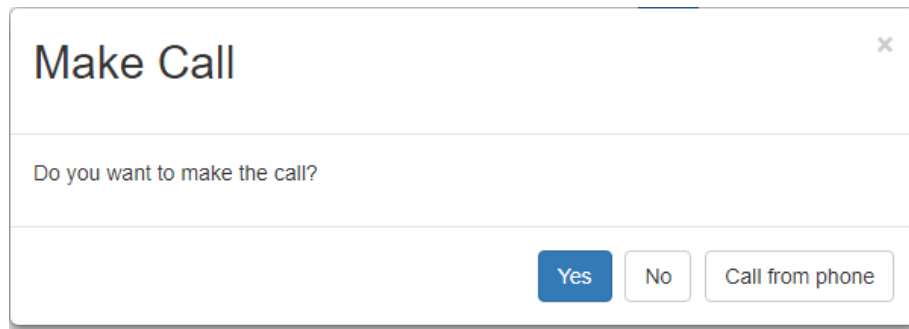 Make Call
×
Do you want to make the call?
Yes No Call from phone